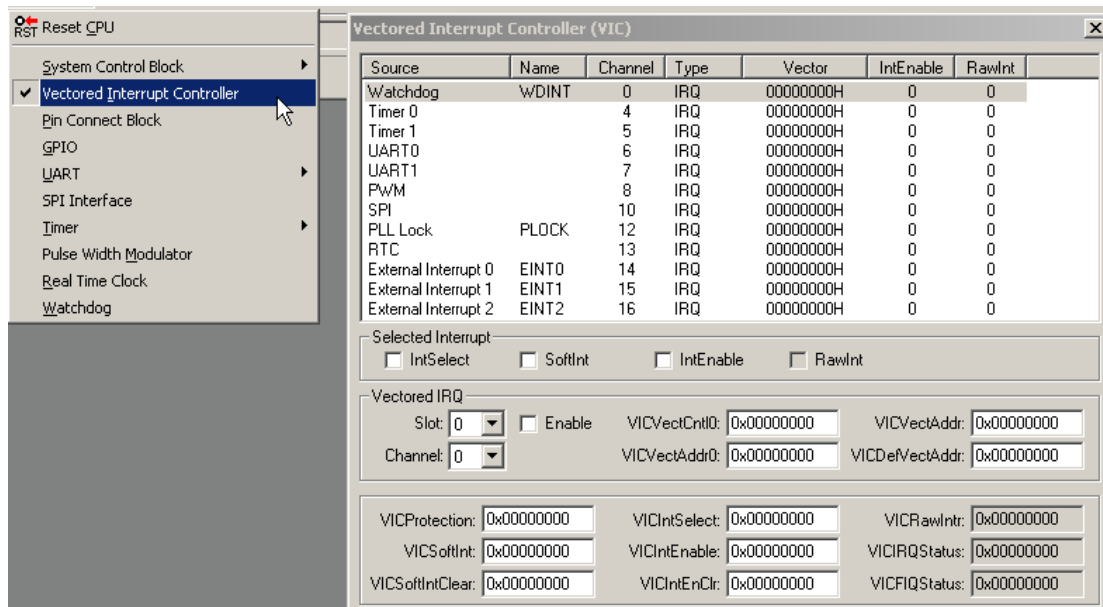 RST Reset CPU
System Control Block
Vectored Interrupt Controller
Pin Connect Block
GPIO
UART
SPI Interface
Timer
Pulse Width Modulator
Real Time Clock
Watchdog
Vectored Interrupt Controller (VIC)
Source Name Channel Type Vector IntEnable RawInt
Watchdog WDINT 0 IRQ 00000000H 0 0
Timer 0 4 IRQ 00000000H 0 0
Timer 1 5 IRQ 00000000H 0 0
UART0 6 IRQ 00000000H 0 0
UART1 7 IRQ 00000000H 0 0
PWM 8 IRQ 00000000H 0 0
SPI 10 IRQ 00000000H 0 0
PLL Lock PLOCK 12 IRQ 00000000H 0 0
RTC 13 IRQ 00000000H 0 0
External Interrupt 0 EINT0 14 IRQ 00000000H 0 0
External Interrupt 1 EINT1 15 IRQ 00000000H 0 0
External Interrupt 2 EINT2 16 IRQ 00000000H 0 0
Selected Interrupt
IntSelect SoftInt IntEnable RawInt
Vectored IRQ
Slot: 0 Enable VICVectCntl0: 0x00000000 VICVectAddr: 0x00000000
Channel: 0 VICVectAddr0: 0x00000000 VICDefVectAddr: 0x00000000
VICProtection: 0x00000000 VICIntSelect: 0x00000000 VICRawIntr: 0x00000000
VICSoftInt: 0x00000000 VICIntEnable: 0x00000000 VICIRQStatus: 0x00000000
VICSoftIntClear: 0x00000000 VICIntEnClr: 0x00000000 VICFIQStatus: 0x00000000